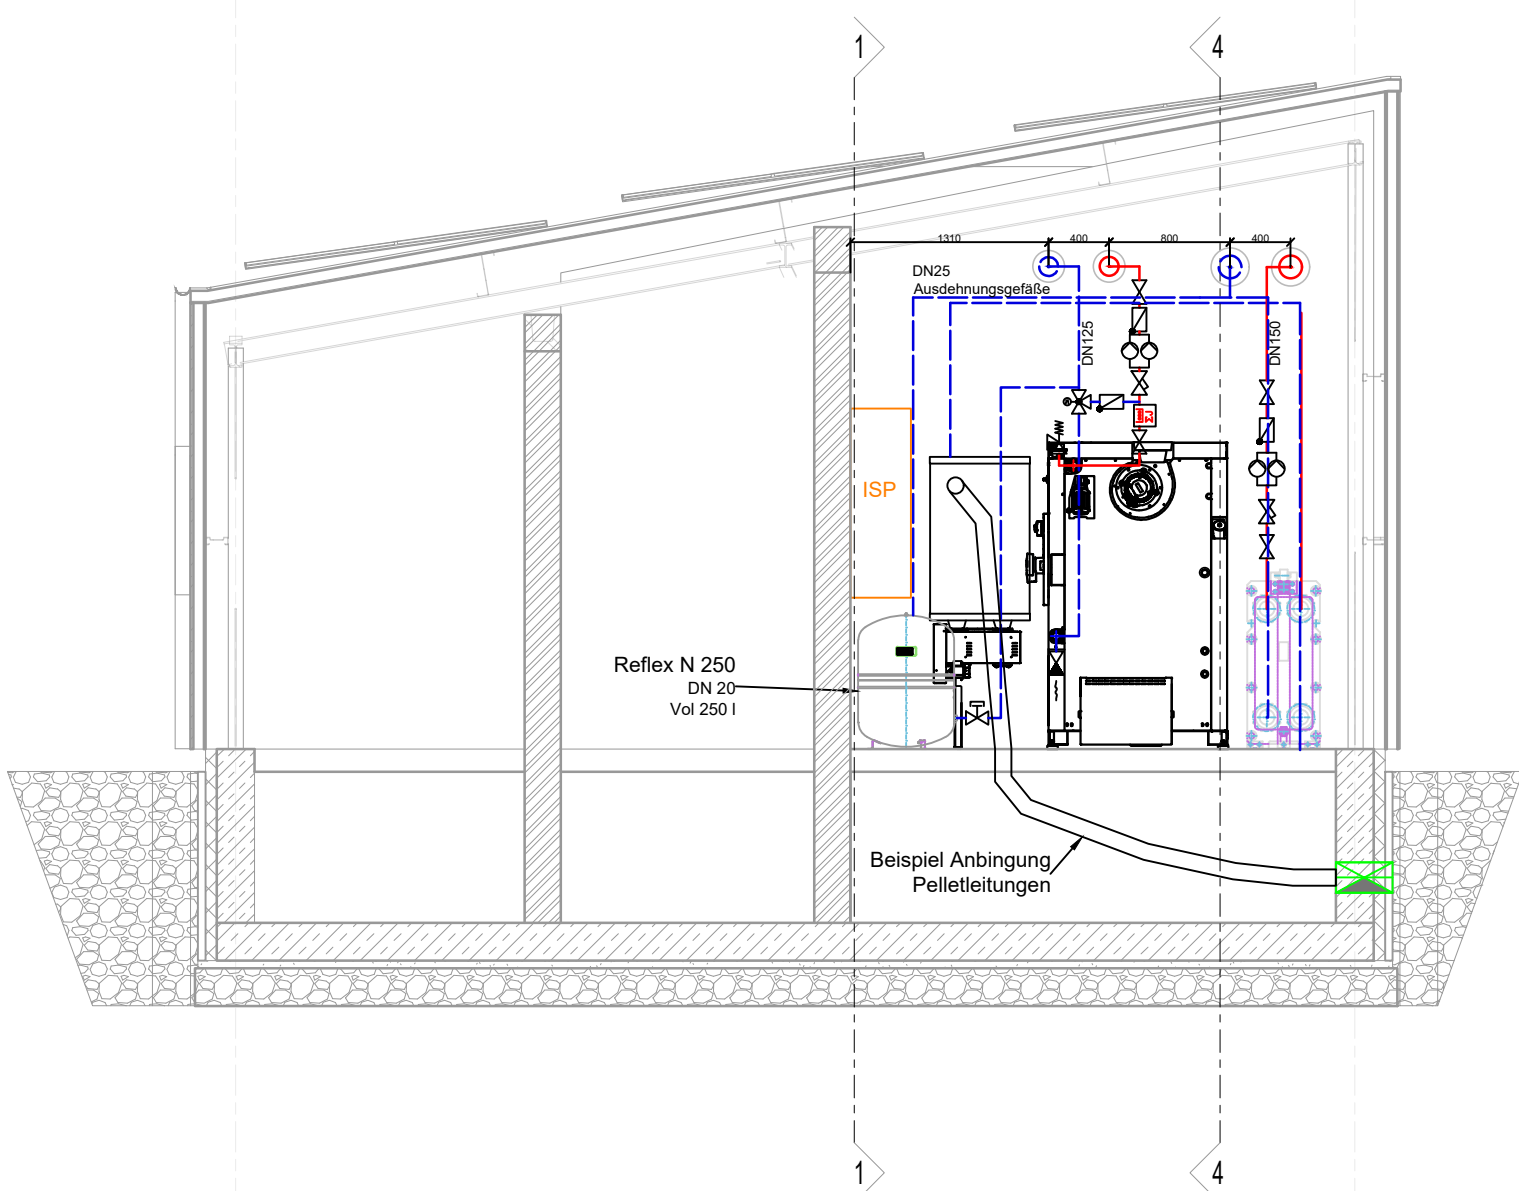 1
4
1310
400
800
400
DN25
Ausdehnungsgefäße
DN125
DN150
ISP
ΣJ
Reflex N 250
DN 20
Vol 250 l
Beispiel Anbingung
Pelletleitungen
1
4